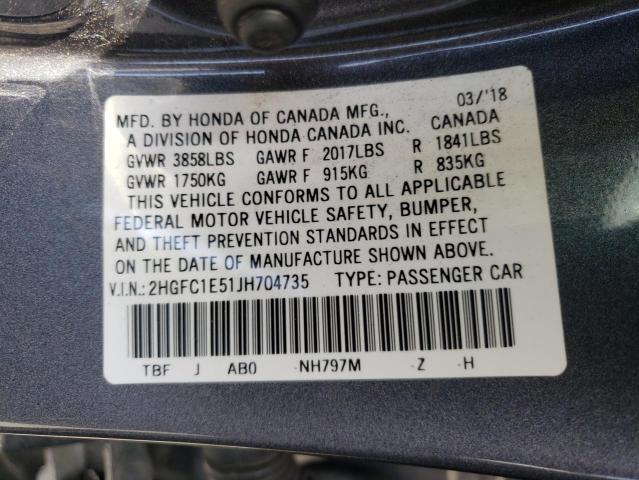 MFD. BY HONDA OF CANADA MFG., 03/'18
A DIVISION OF HONDA CANADA INC. CANADA
GVWR 3858LBS GAWR F 2017LBS R 1841LBS
GVWR 1750KG GAWR F 915KG R 835KG
THIS VEHICLE CONFORMS TO ALL APPLICABLE
FEDERAL MOTOR VEHICLE SAFETY, BUMPER,
AND THEFT PREVENTION STANDARDS IN EFFECT
ON THE DATE OF MANUFACTURE SHOWN ABOVE.
V.I.N.:2HGFC1E51JH704735 TYPE: PASSENGER CAR
TBF J AB0 -NH797M -Z -H